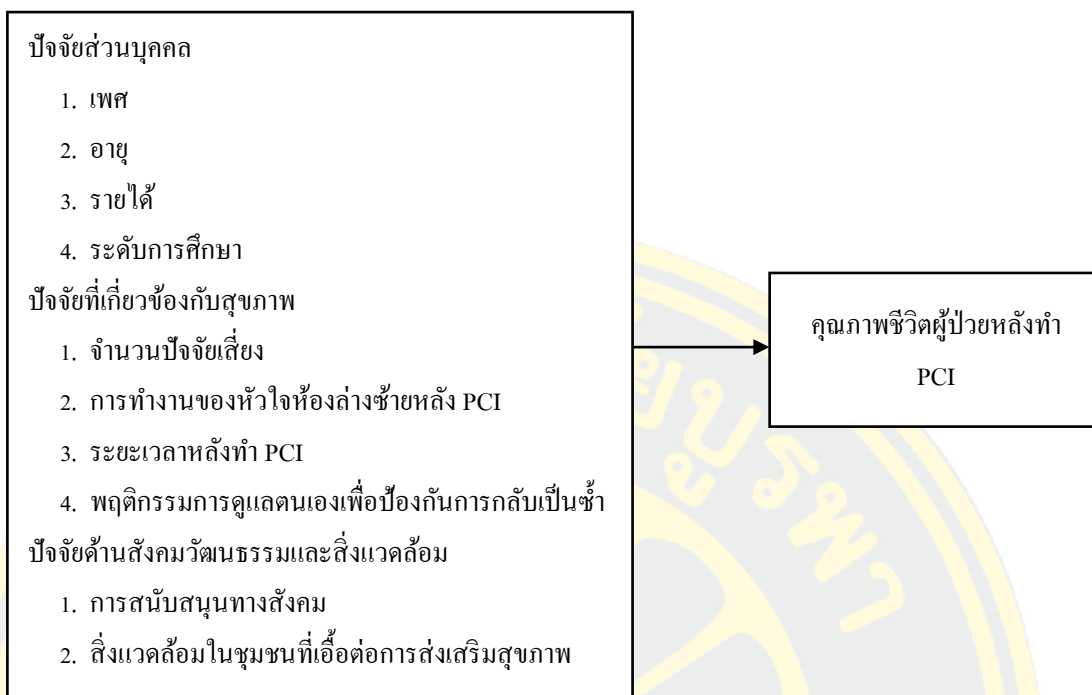 ปัจจัยส่วนบุคคล
1. เพศ
2. อายุ
3. รายได้
4. ระดับการศึกษา
ปัจจัยที่เกี่ยวข้องกับสุขภาพ
1. จำนวนปัจจัยเสี่ยง
2. การทำงานของหัวใจห้องล่างซ้ายหลัง PCI
3. ระยะเวลาหลังทำ PCI
4. พฤติกรรมการดูแลตนเองเพื่อป้องกันการกลับเป็นซ้ำ
ปัจจัยด้านสังคมวัฒนธรรมและสิ่งแวดล้อม
1. การสนับสนุนทางสังคม
2. สิ่งแวดล้อมในชุมชนที่เอื้อต่อการส่งเสริมสุขภาพ
คุณภาพชีวิตผู้ป่วยหลังทำ
PCI